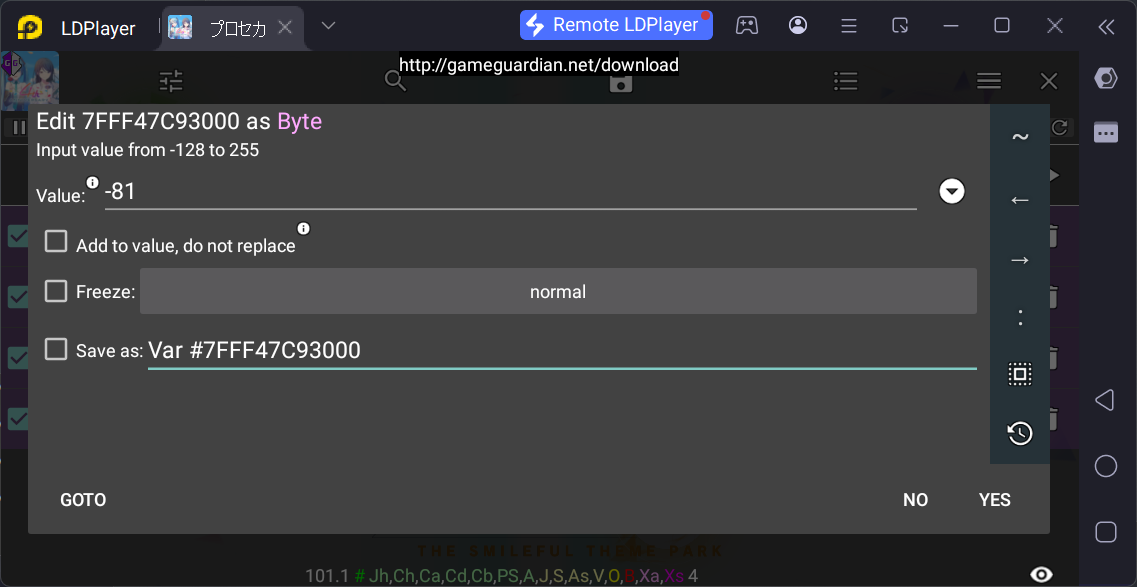 LDPlayer
プロセカ
Remote LDPlayer
http://gameguardian.net/download
Edit 7FFF47C93000 as Byte
Input value from -128 to 255
Value: -81
Add to value, do not replace
Freeze: normal
Save as: Var #7FFF47C93000
GOTO NO YES
THE SMILEFUL THEME PARK
101.1 # Jh,Ch,Ca,Cd,Cb,PS,A,J,S,As,V,O,B,Xa,Xs 4